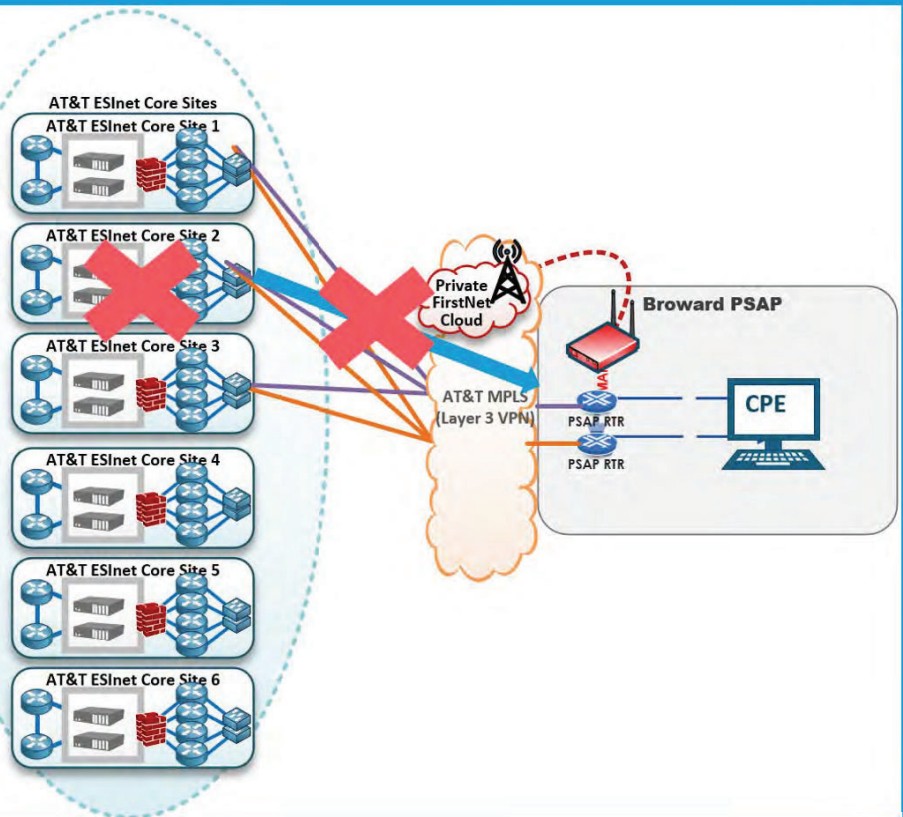 AT&T ESInet Core Sites
AT&T ESInet Core Site 1
AT&T ESInet Core Site 2
AT&T ESInet Core Site 3
AT&T ESInet Core Site 4
AT&T ESInet Core Site 5
AT&T ESInet Core Site 6
Private
FirstNet
Cloud
AT&T MPLS
(Layer 3 VPN)
Broward PSAP
PSAP RTR
PSAP RTR
CPE